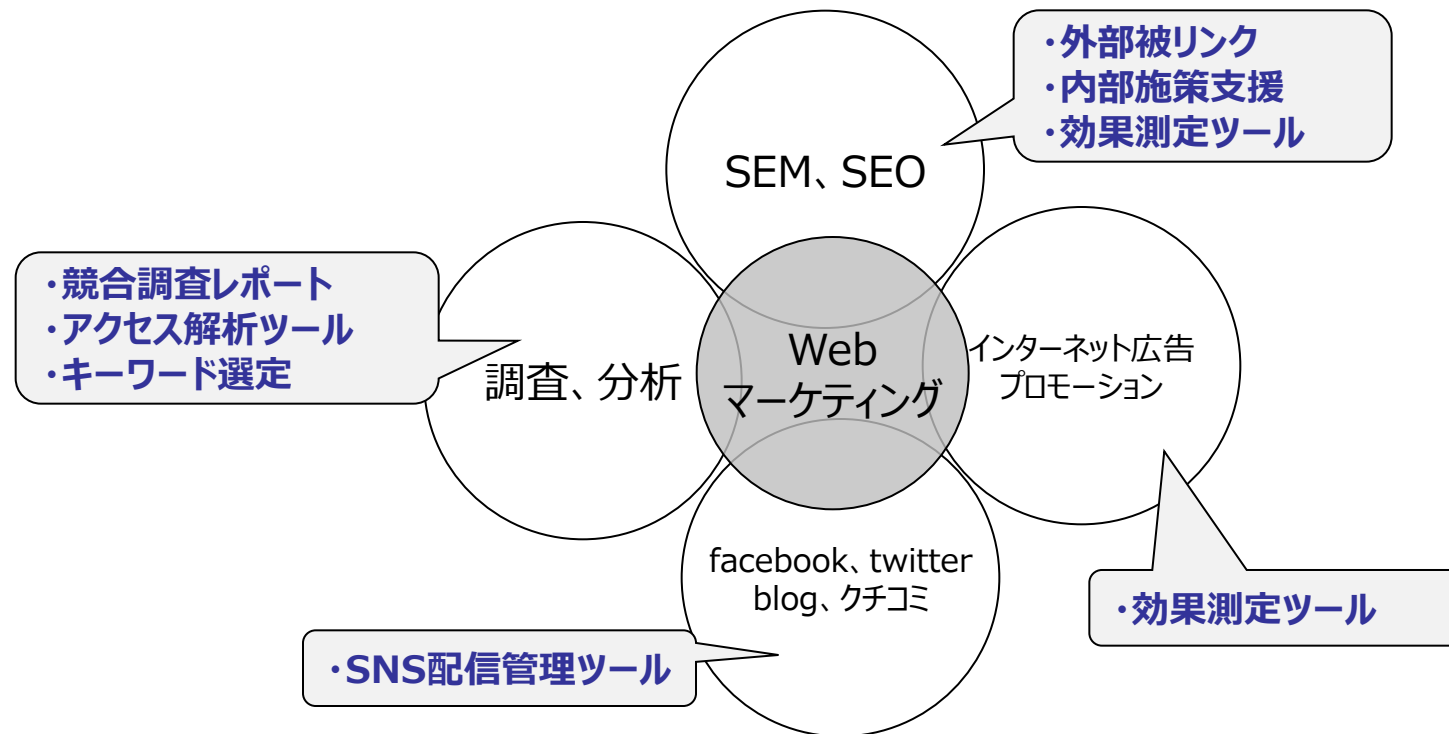 ・外部被リンク
・内部施策支援
・効果測定ツール
SEM、SEO
・競合調査レポート
・アクセス解析ツール
・キーワード選定
調査、分析
Web
マーケティング
インターネット広告
プロモーション
facebook、twitter
blog、クチコミ
・効果測定ツール
・SNS配信管理ツール